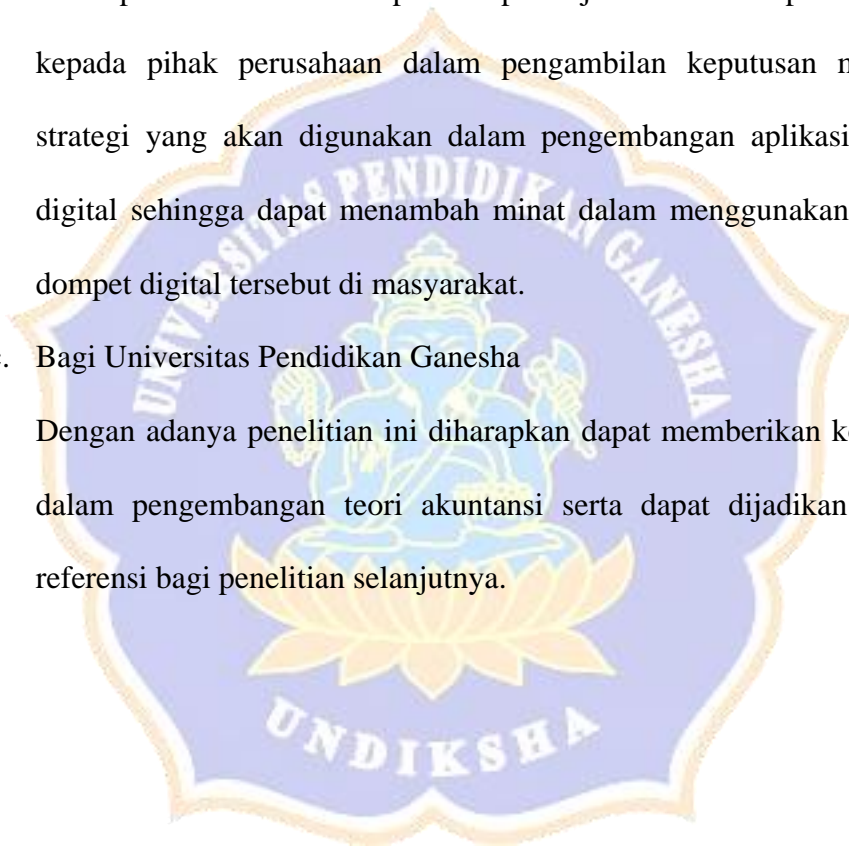 kepada pihak perusahaan dalam pengambilan keputusan
strategi yang akan digunakan dalam pengembangan aplikasi
digital sehingga dapat menambah minat dalam menggunakan
dompet digital tersebut di masyarakat.
Bagi Universitas Pendidikan Ganesha
Dengan adanya penelitian ini diharapkan dapat memberikan
dalam pengembangan teori akuntansi serta dapat dijadikan
referensi bagi penelitian selanjutnya.
UNIVERSITAS PENDIDIKAN GANESHA
UNDIKSHA